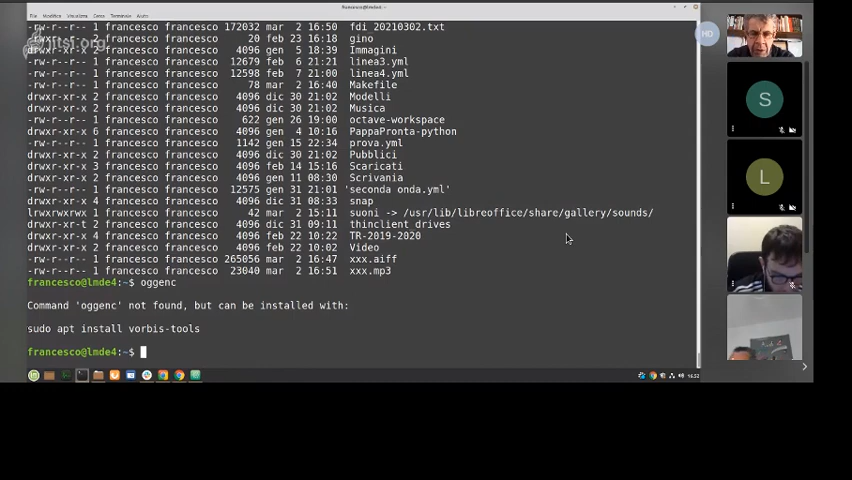 File Modifica Visualizza Cerca Terminale Aiuto
-rw-r--r-- 1 francesco francesco 172032 mar 2 16:50 fdi 20210302.txt
-rw-r--r-- 1 francesco francesco 20 feb 23 16:18 gino
drwxr-xr-x 2 francesco francesco 4096 gen 5 18:39 Immagini
-rw-r--r-- 1 francesco francesco 12679 feb 6 21:21 linea3.yml
-rw-r--r-- 1 francesco francesco 12598 feb 7 21:00 linea4.yml
-rw-r--r-- 1 francesco francesco 78 mar 2 16:40 Makefile
drwxr-xr-x 2 francesco francesco 4096 dic 30 21:02 Modelli
drwxr-xr-x 2 francesco francesco 4096 dic 30 21:02 Musica
-rw-r--r-- 1 francesco francesco 622 gen 26 19:00 octave-workspace
drwxr-xr-x 6 francesco francesco 4096 gen 4 10:16 PappaPronta-python
-rw-r--r-- 1 francesco francesco 1142 gen 15 22:34 prova.yml
drwxr-xr-x 2 francesco francesco 4096 dic 30 21:02 Pubblici
drwxr-xr-x 3 francesco francesco 4096 feb 14 15:16 Scaricati
drwxr-xr-x 2 francesco francesco 4096 gen 11 08:30 Scrivania
-rw-r--r-- 1 francesco francesco 12575 gen 31 21:01 'seconda onda.yml'
drwxr-xr-x 4 francesco francesco 4096 dic 31 08:33 snap
lrwxrwxrwx 1 francesco francesco 42 mar 2 15:11 suoni -> /usr/lib/libreoffice/share/gallery/sounds/
drwxr-xr-t 2 francesco francesco 4096 dic 31 09:11 thinclient_drives
drwxr-xr-x 4 francesco francesco 4096 feb 22 10:22 TR-2019-2020
drwxr-xr-x 2 francesco francesco 4096 feb 22 10:02 Video
-rw-r--r-- 1 francesco francesco 265056 mar 2 16:47 xxx.aiff
-rw-r--r-- 1 francesco francesco 23040 mar 2 16:51 xxx.mp3
francesco@lmde4:~$ oggenc
Command 'oggenc' not found, but can be installed with:
sudo apt install vorbis-tools
francesco@lmde4:~$
jitsi.org
HD
S
L
16:52